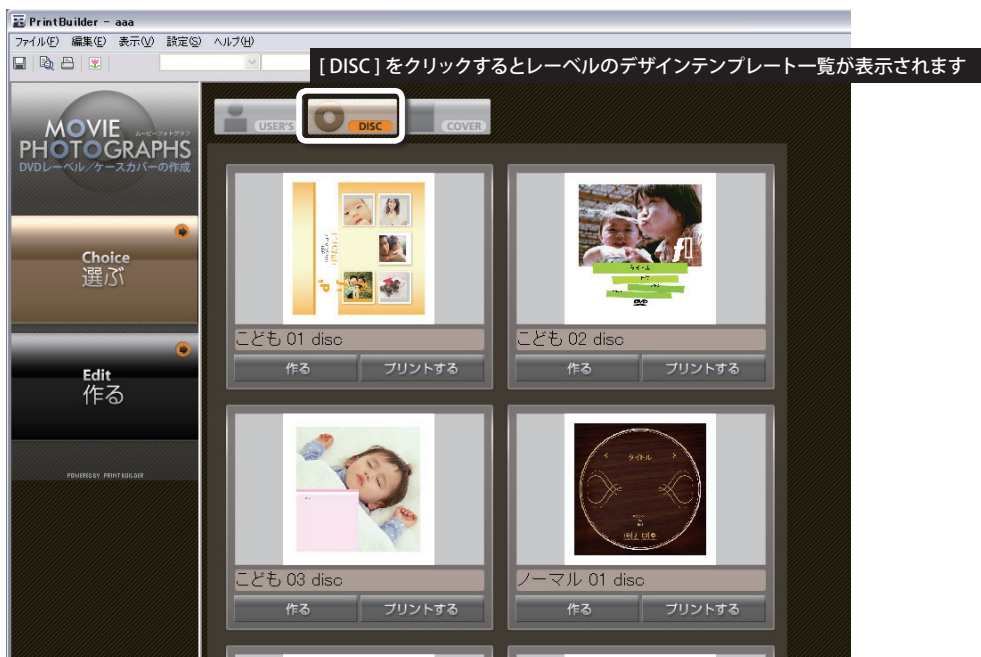 PrintBuilder - aaa
ファイル(F) 編集(E) 表示(V) 設定(S) ヘルプ(H)
[ DISC ] をクリックするとレーベルのデザインテンプレート一覧が表示されます
MOVIE ムービーフォトグラフ
PHOTOGRAPHS
DVDレーベル／ケースカバーの作成
USER'S DISC COVER
Choice
選ぶ
Edit
作る
POWERED BY PRINT BUILDER
タイトル
DVD
こども 01 disc
作る プリントする
こども 02 disc
作る プリントする
タイトル
こども 03 disc
作る プリントする
ノーマル 01 disc
作る プリントする